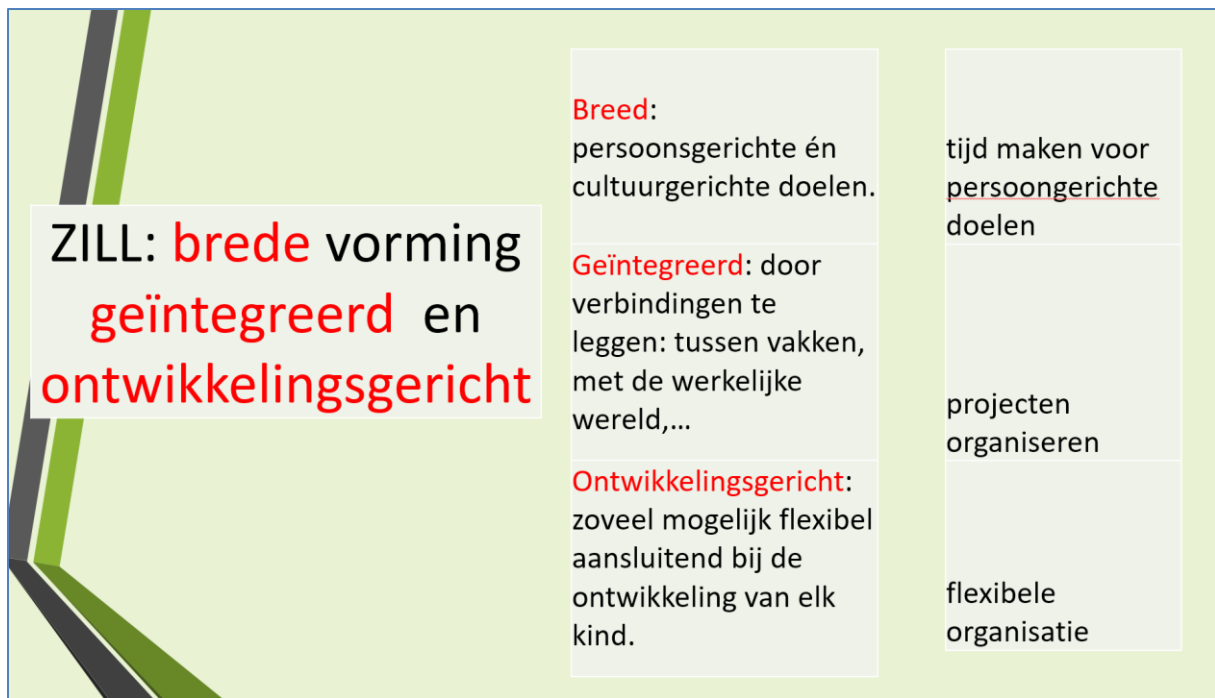 ZILL: brede vorming
geïntegreerd  en
ontwikkelingsgericht
Breed:
persoonsgerichte én
cultuurgerichte doelen.
tijd maken voor
persoongerichte
doelen
Geïntegreerd: door
verbindingen te
leggen: tussen vakken,
met de werkelijke
wereld,…
projecten
organiseren
Ontwikkelingsgericht:
zoveel mogelijk flexibel
aansluitend bij de
ontwikkeling van elk
kind.
flexibele
organisatie